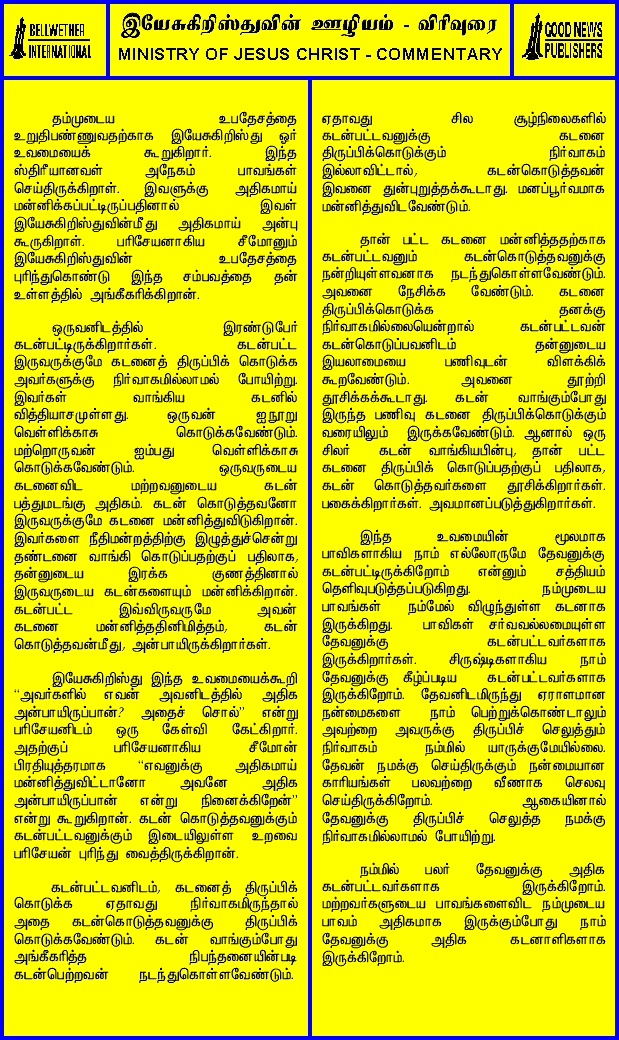 BELLWETHER
INTERNATIONAL
இயேசுகிறிஸ்துவின் ஊழியம் - விரிவுரை
MINISTRY OF JESUS CHRIST - COMMENTARY
GOOD NEWS
PUBLISHERS
தம்முடைய உபதேசத்தை
உறுதிபண்ணுவதற்காக இயேசுகிறிஸ்து ஓர்
உவமையைக் கூறுகிறார். இந்த
ஸ்திரீயானவள் அநேகம் பாவங்கள்
செய்திருக்கிறாள். இவளுக்கு அதிகமாய்
மன்னிக்கப்பட்டிருப்பதினால் இவள்
இயேசுகிறிஸ்துவின்மீது அதிகமாய் அன்பு
கூருகிறாள். பரிசேயனாகிய சீமோனும்
இயேசுகிறிஸ்துவின் உபதேசத்தை
புரிந்துகொண்டு இந்த சம்பவத்தை தன்
உள்ளத்தில் அங்கீகரிக்கிறான்.
ஒருவனிடத்தில் இரண்டுபேர்
கடன்பட்டிருக்கிறார்கள். கடன்பட்ட
இருவருக்குமே கடனைத் திருப்பிக் கொடுக்க
அவர்களுக்கு நிர்வாகமில்லாமல் போயிற்று.
இவர்கள் வாங்கிய கடனில்
வித்தியாசமுள்ளது. ஒருவன் ஐநூறு
வெள்ளிக்காசு கொடுக்கவேண்டும்.
மற்றொருவன் ஐம்பது வெள்ளிக்காசு
கொடுக்கவேண்டும். ஒருவருடைய
கடனைவிட மற்றவனுடைய கடன்
பத்துமடங்கு அதிகம். கடன் கொடுத்தவனோ
இருவருக்குமே கடனை மன்னித்துவிடுகிறான்.
இவர்களை நீதிமன்றத்திற்கு இழுத்துச்சென்று
தண்டனை வாங்கி கொடுப்பதற்குப் பதிலாக,
தன்னுடைய இரக்க குணத்தினால்
இருவருடைய கடன்களையும் மன்னிக்கிறான்.
கடன்பட்ட இவ்விருவருமே அவன்
கடனை மன்னித்ததினிமித்தம், கடன்
கொடுத்தவன்மீது, அன்பாயிருக்கிறார்கள்.
இயேசுகிறிஸ்து இந்த உவமையைக்கூறி
“அவர்களில் எவன் அவனிடத்தில் அதிக
அன்பாயிருப்பான்? அதைச் சொல்” என்று
பரிசேயனிடம் ஒரு கேள்வி கேட்கிறார்.
அதற்குப் பரிசேயனாகிய சீமோன்
பிரதியுத்தரமாக “எவனுக்கு அதிகமாய்
மன்னித்துவிட்டானோ அவனே அதிக
அன்பாயிருப்பான் என்று நினைக்கிறேன்”
என்று கூறுகிறான். கடன் கொடுத்தவனுக்கும்
கடன்பட்டவனுக்கும் இடையிலுள்ள உறவை
பரிசேயன் புரிந்து வைத்திருக்கிறான்.
கடன்பட்டவனிடம், கடனைத் திருப்பிக்
கொடுக்க ஏதாவது நிர்வாகமிருந்தால்
அதை கடன்கொடுத்தவனுக்கு திருப்பிக்
கொடுக்கவேண்டும். கடன் வாங்கும்போது
அங்கீகரித்த நிபந்தனையின்படி
கடன்பெற்றவன் நடந்துகொள்ளவேண்டும்.
ஏதாவது சில சூழ்நிலைகளில்
கடன்பட்டவனுக்கு கடனை
திருப்பிக்கொடுக்கும் நிர்வாகம்
இல்லாவிட்டால், கடன்கொடுத்தவன்
இவனை துன்புறுத்தக்கூடாது. மனப்பூர்வமாக
மன்னித்துவிடவேண்டும்.
தான் பட்ட கடனை மன்னித்ததற்காக
கடன்பட்டவனும் கடன்கொடுத்தவனுக்கு
நன்றியுள்ளவனாக நடந்துகொள்ளவேண்டும்.
அவனை நேசிக்க வேண்டும். கடனை
திருப்பிக்கொடுக்க தனக்கு
நிர்வாகமில்லையென்றால் கடன்பட்டவன்
கடன்கொடுப்பவனிடம் தன்னுடைய
இயலாமையை பணிவுடன் விளக்கிக்
கூறவேண்டும். அவனை தூற்றி
தூசிக்கக்கூடாது. கடன் வாங்கும்போது
இருந்த பணிவு கடனை திருப்பிக்கொடுக்கும்
வரையிலும் இருக்கவேண்டும். ஆனால் ஒரு
சிலர் கடன் வாங்கியபின்பு, தான் பட்ட
கடனை திருப்பிக் கொடுப்பதற்குப் பதிலாக,
கடன் கொடுத்தவர்களை தூசிக்கிறார்கள்.
பகைக்கிறார்கள். அவமானப்படுத்துகிறார்கள்.
இந்த உவமையின் மூலமாக
பாவிகளாகிய நாம் எல்லோருமே தேவனுக்கு
கடன்பட்டிருக்கிறோம் என்னும் சத்தியம்
தெளிவுபடுத்தப்படுகிறது. நம்முடைய
பாவங்கள் நம்மேல் விழுந்துள்ள கடனாக
இருக்கிறது. பாவிகள் சர்வவல்லமையுள்ள
தேவனுக்கு கடன்பட்டவர்களாக
இருக்கிறார்கள். சிருஷ்டிகளாகிய நாம்
தேவனுக்கு கீழ்ப்படிய கடன்பட்டவர்களாக
இருக்கிறோம். தேவனிடமிருந்து ஏராளமான
நன்மைகளை நாம் பெற்றுக்கொண்டாலும்
அவற்றை அவருக்கு திருப்பிச் செலுத்தும்
நிர்வாகம் நம்மில் யாருக்குமேயில்லை.
தேவன் நமக்கு செய்திருக்கும் நன்மையான
காரியங்கள் பலவற்றை வீணாக செலவு
செய்திருக்கிறோம். ஆகையினால்
தேவனுக்கு திருப்பிச் செலுத்த நமக்கு
நிர்வாகமில்லாமல் போயிற்று.
நம்மில் பலர் தேவனுக்கு அதிக
கடன்பட்டவர்களாக இருக்கிறோம்.
மற்றவர்களுடைய பாவங்களைவிட நம்முடைய
பாவம் அதிகமாக இருக்கும்போது நாம்
தேவனுக்கு அதிக கடனாளிகளாக
இருக்கிறோம்.